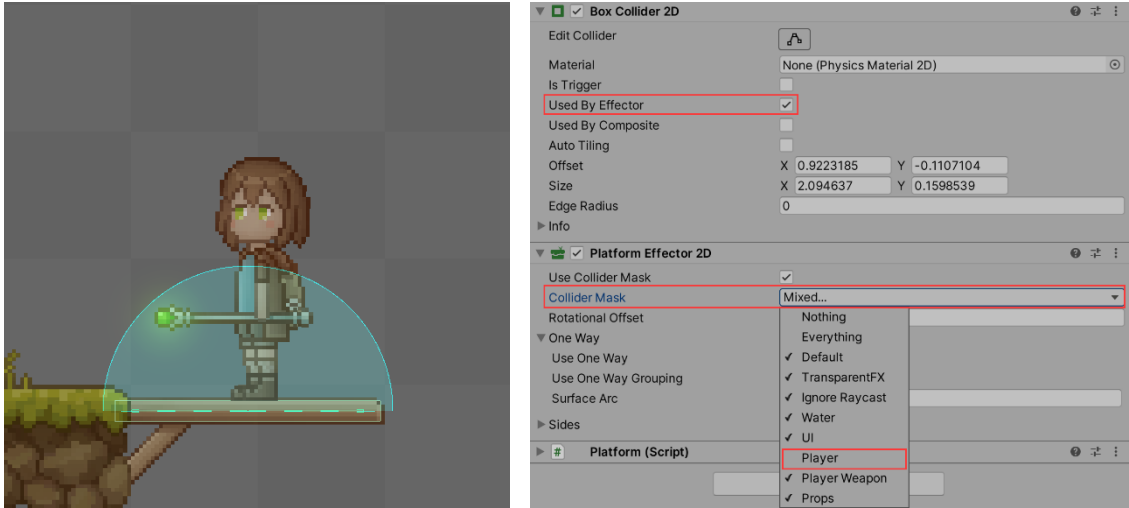 Box Collider 2D
Edit Collider
Material None (Physics Material 2D)
Is Trigger
Used By Effector
Used By Composite
Auto Tiling
Offset X 0.9223185 Y -0.1107104
Size X 2.094637 Y 0.1598539
Edge Radius 0
Info
Platform Effector 2D
Use Collider Mask
Collider Mask Mixed...
Rotational Offset Nothing
Everything
One Way
Use One Way Default
Use One Way Grouping TransparentFX
Surface Arc Ignore Raycast
Water
Sides UI
# Platform (Script) Player
Player Weapon
Props